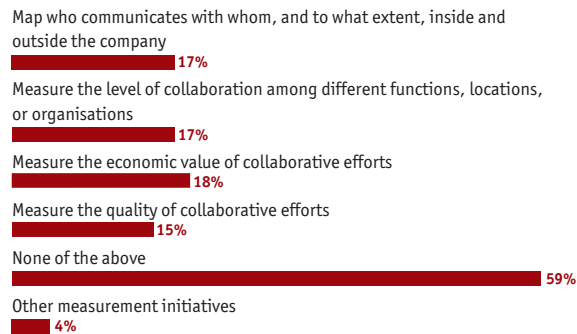 Map who communicates with whom, and to what extent, inside and
outside the company
17%
Measure the level of collaboration among different functions, locations,
or organisations
17%
Measure the economic value of collaborative efforts
18%
Measure the quality of collaborative efforts
15%
None of the above
59%
Other measurement initiatives
4%